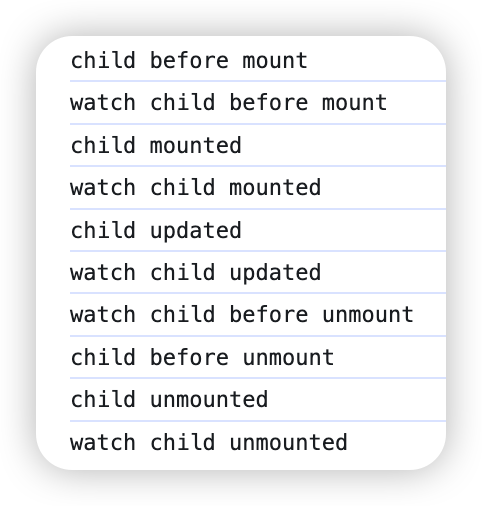 child before mount
watch child before mount
child mounted
watch child mounted
child updated
watch child updated
watch child before unmount
child before unmount
child unmounted
watch child unmounted